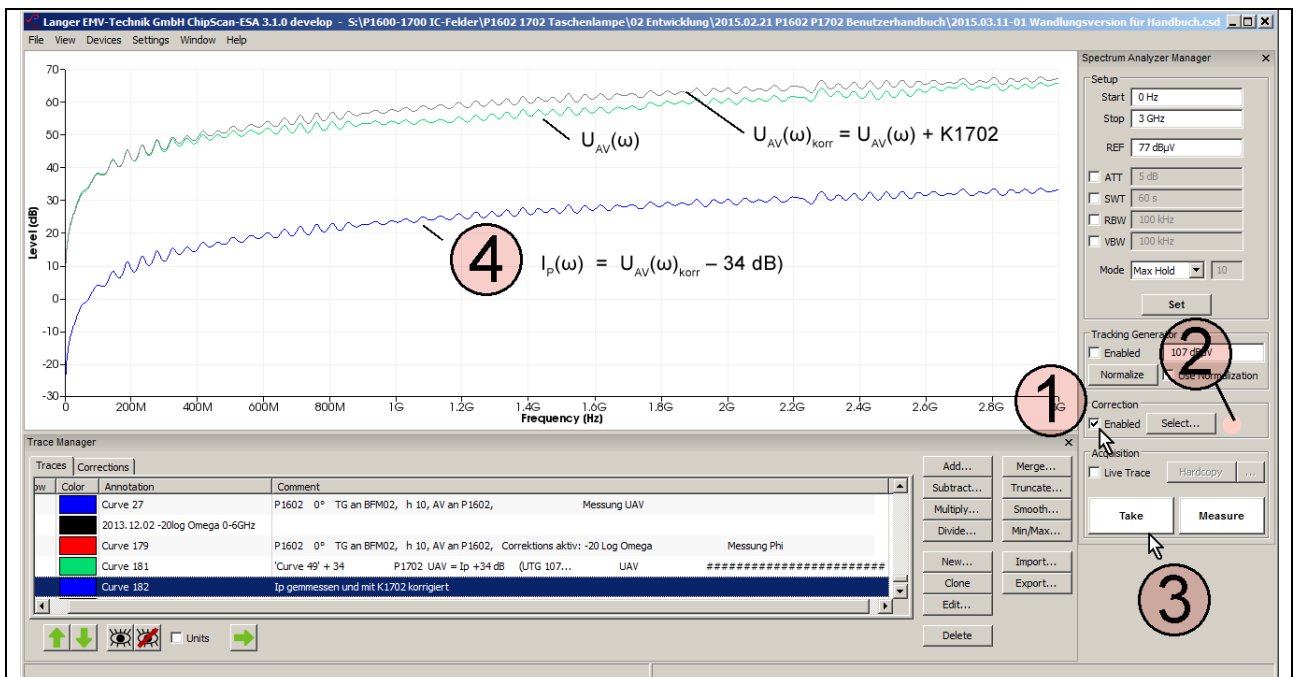 Langer EMV-Technik GmbH ChipScan-ESA 3.1.0 develop - S:\P1600-1700 IC-Felder\P1602 1702 Taschenlampe\02 Entwicklung\2015.02.21 P1602 P1702 Benutzerhandbuch\2015.03.11-01 Wandlungsversion für Handbuch.csd
File View Devices Settings Window Help
70
60
50
40
30
20
10
0
-10
-20
-30
Level (dB)
0 200M 400M 600M 800M 1G 1.2G 1.4G 1.6G 1.8G 2G 2.2G 2.4G 2.6G 2.8G
Frequency (Hz)
U_AV(ω)
U_AV(ω)_korr = U_AV(ω) + K1702
4
I_P(ω) = U_AV(ω)_korr – 34 dB)
Spectrum Analyzer Manager
Setup
Start 0 Hz
Stop 3 GHz
REF 77 dBµV
ATT 5 dB
SWT 60 s
RBW 100 kHz
VBW 100 kHz
Mode Max Hold 10
Set
Tracking Generator
Enabled 107 dBµV
Normalize Use Normalization
2
1
Correction
Enabled Select...
Acquisition
Live Trace Hardcopy ...
Take Measure
3
Trace Manager
Traces Corrections
ow Color Annotation Comment
Curve 27 P1602 0° TG an BFM02, h 10, AV an P1602, Messung UAV
2013.12.02 -20log Omega 0-6GHz
Curve 179 P1602 0° TG an BFM02, h 10, AV an P1602, Correktions aktiv: -20 Log Omega Messung Phi
Curve 181 'Curve 49' + 34 P1702 UAV = Ip +34 dB (UTG 107... UAV ########################
Curve 182 Ip gemmessen und mit K1702 korrigiert
Units
Add... Merge...
Subtract... Truncate...
Multiply... Smooth...
Divide... Min/Max...
New... Import...
Clone Export...
Edit...
Delete